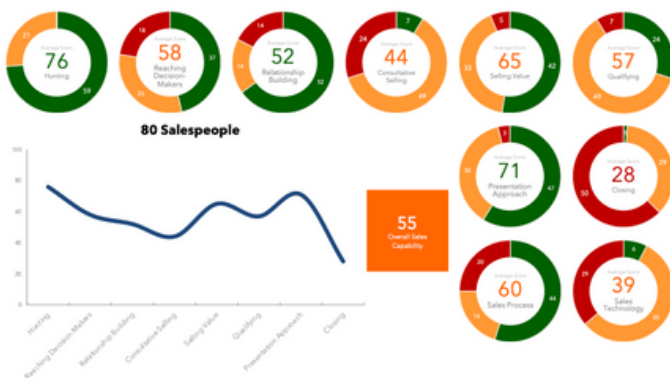 21
Average Score
76
Hunting
59
18
Average Score
58
Reaching
Decision-
Makers
37
25
14
Average Score
52
Relationship
Building
14
52
24
7
Average Score
44
Consultative
Selling
49
5
Average Score
65
Selling Value
33
42
7
24
Average Score
57
Qualifying
49
80 Salespeople
100
80
60
40
20
0
Hunting
Reaching Decision-Makers
Relationship Building
Consultative Selling
Selling Value
Qualifying
Presentation Approach
Closing
55
Overall Sales
Capability
3
30
Average Score
71
Presentation
Approach
47
29
Average Score
28
Closing
50
20
Average Score
60
Sales Process
16
44
6
29
Average Score
39
Sales
Technology
45